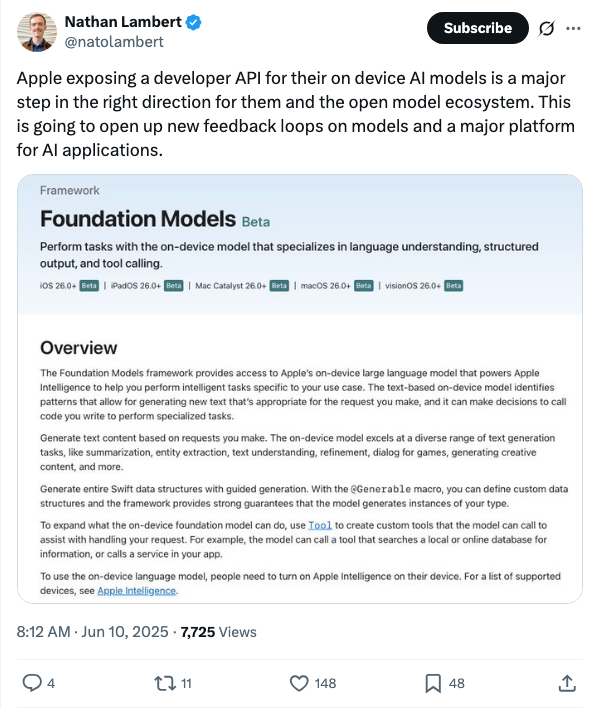 Nathan Lambert
@natolambert
Subscribe
Apple exposing a developer API for their on device AI models is a major
step in the right direction for them and the open model ecosystem. This
is going to open up new feedback loops on models and a major platform
for AI applications.
Framework
Foundation Models Beta
Perform tasks with the on-device model that specializes in language understanding, structured
output, and tool calling.
iOS 26.0+ Beta | iPadOS 26.0+ Beta | Mac Catalyst 26.0+ Beta | macOS 26.0+ Beta | visionOS 26.0+ Beta
Overview
The Foundation Models framework provides access to Apple's on-device large language model that powers Apple
Intelligence to help you perform intelligent tasks specific to your use case. The text-based on-device model identifies
patterns that allow for generating new text that's appropriate for the request you make, and it can make decisions to call
code you write to perform specialized tasks.
Generate text content based on requests you make. The on-device model excels at a diverse range of text generation
tasks, like summarization, entity extraction, text understanding, refinement, dialog for games, generating creative
content, and more.
Generate entire Swift data structures with guided generation. With the @Generable macro, you can define custom data
structures and the framework provides strong guarantees that the model generates instances of your type.
To expand what the on-device foundation model can do, use Tool to create custom tools that the model can call to
assist with handling your request. For example, the model can call a tool that searches a local or online database for
information, or calls a service in your app.
To use the on-device language model, people need to turn on Apple Intelligence on their device. For a list of supported
devices, see Apple Intelligence.
8:12 AM · Jun 10, 2025 · 7,725 Views
4 11 148 48